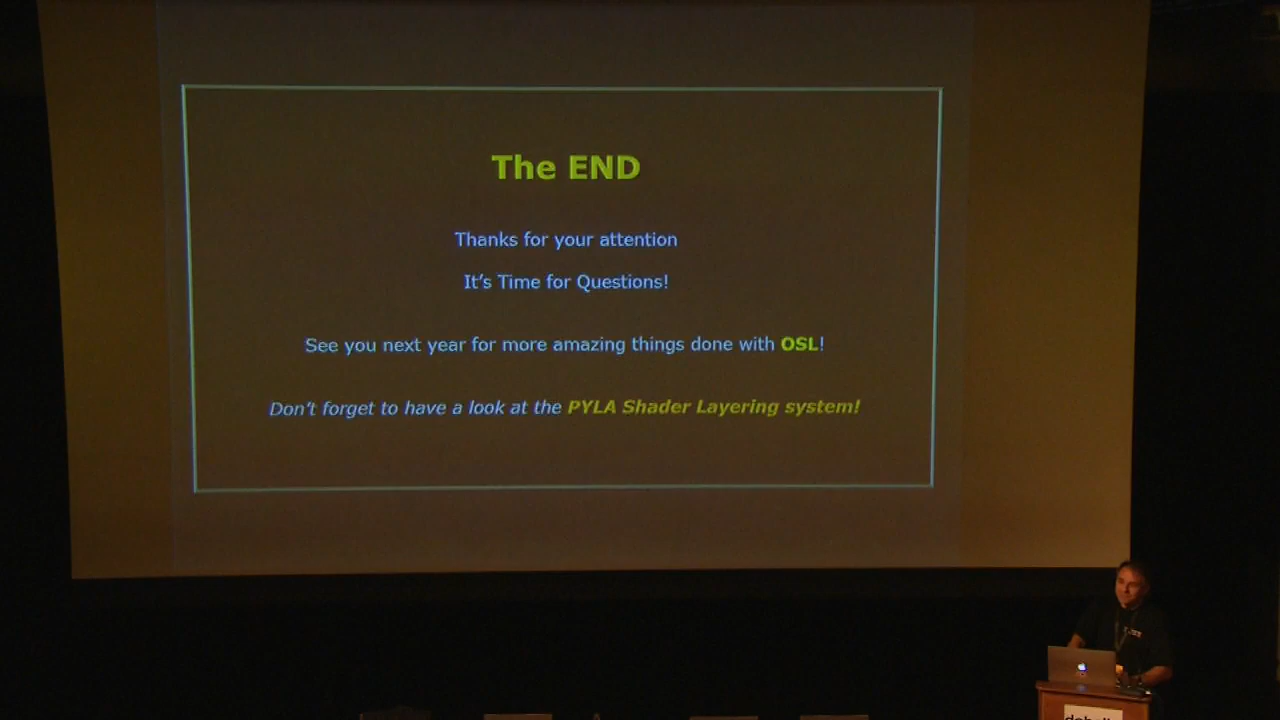 The END
Thanks for your attention
It's Time for Questions!
See you next year for more amazing things done with OSL!
Don't forget to have a look at the PYLA Shader Layering system!